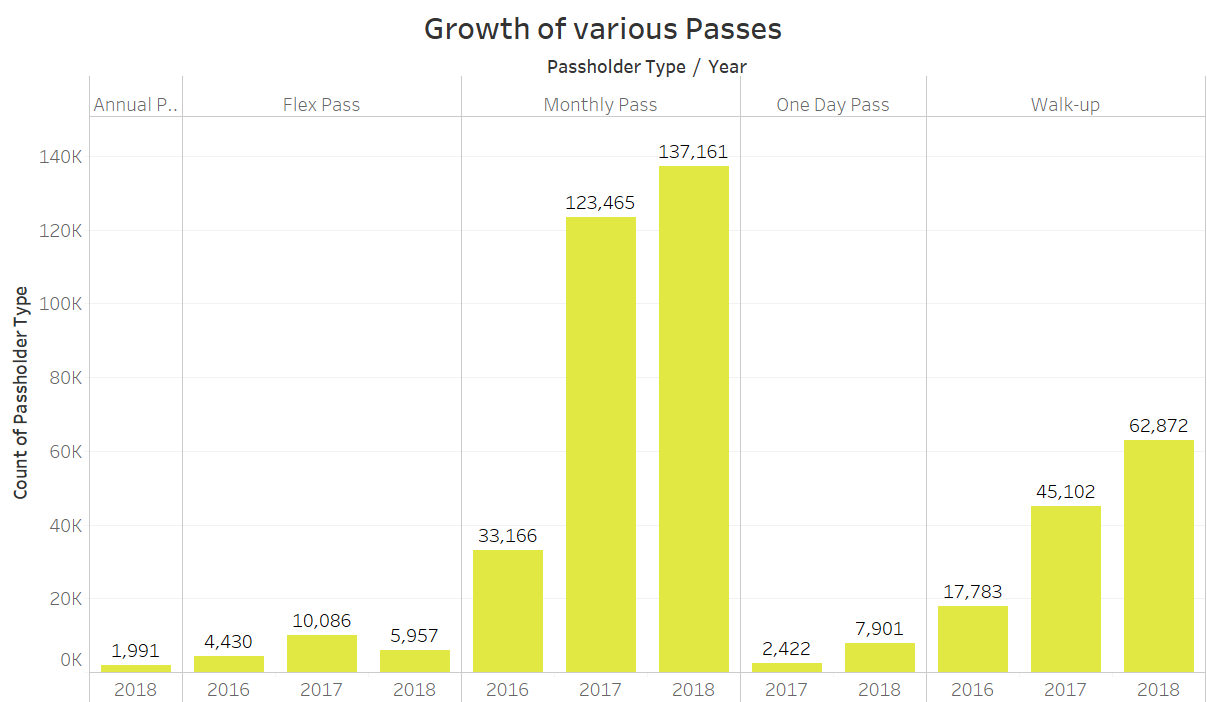 Growth of various Passes
Passholder Type / Year
Annual P.. Flex Pass Monthly Pass One Day Pass Walk-up
Count of Passholder Type
140K
120K
100K
80K
60K
40K
20K
0K
1,991 4,430 10,086 5,957 33,166 123,465 137,161 2,422 7,901 17,783 45,102 62,872
2018 2016 2017 2018 2016 2017 2018 2017 2018 2016 2017 2018